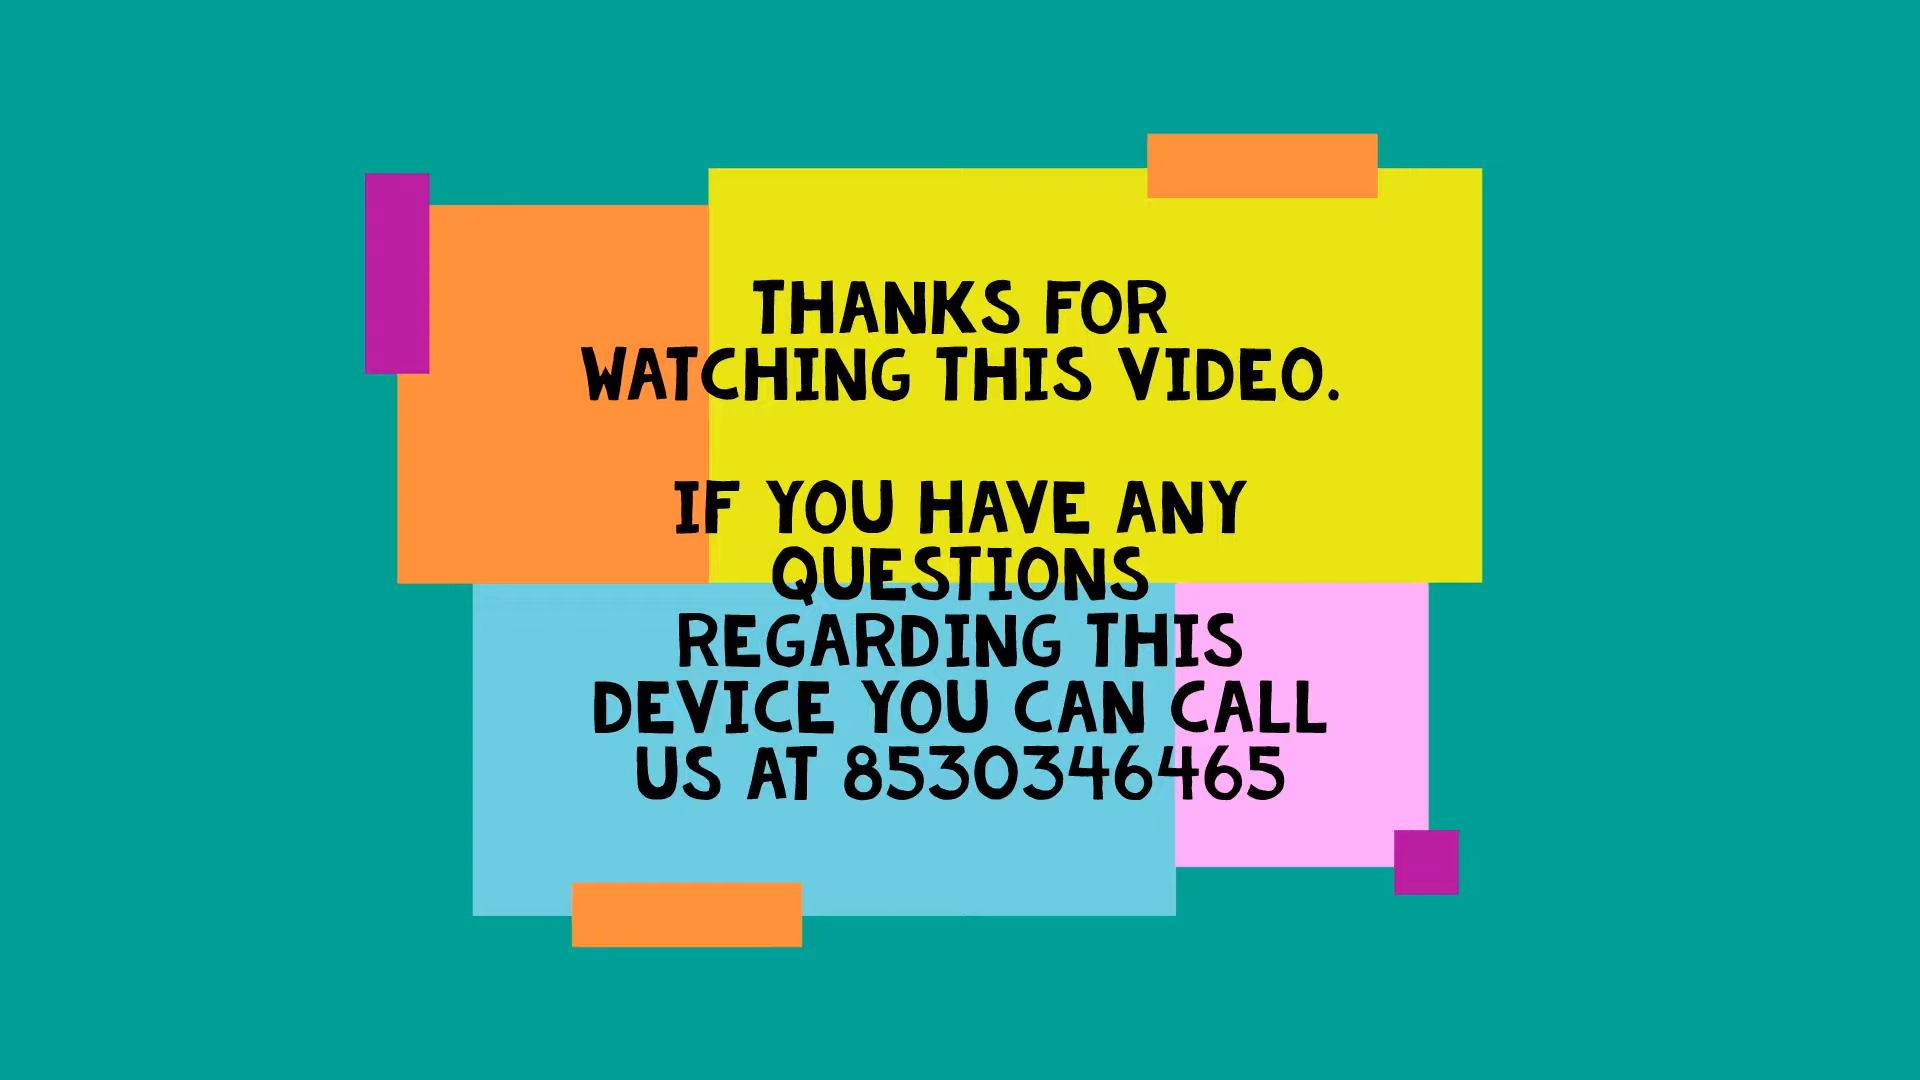 THANKS FOR
WATCHING THIS VIDEO.
IF YOU HAVE ANY
QUESTIONS
REGARDING THIS
DEVICE YOU CAN CALL
US AT 8530346465